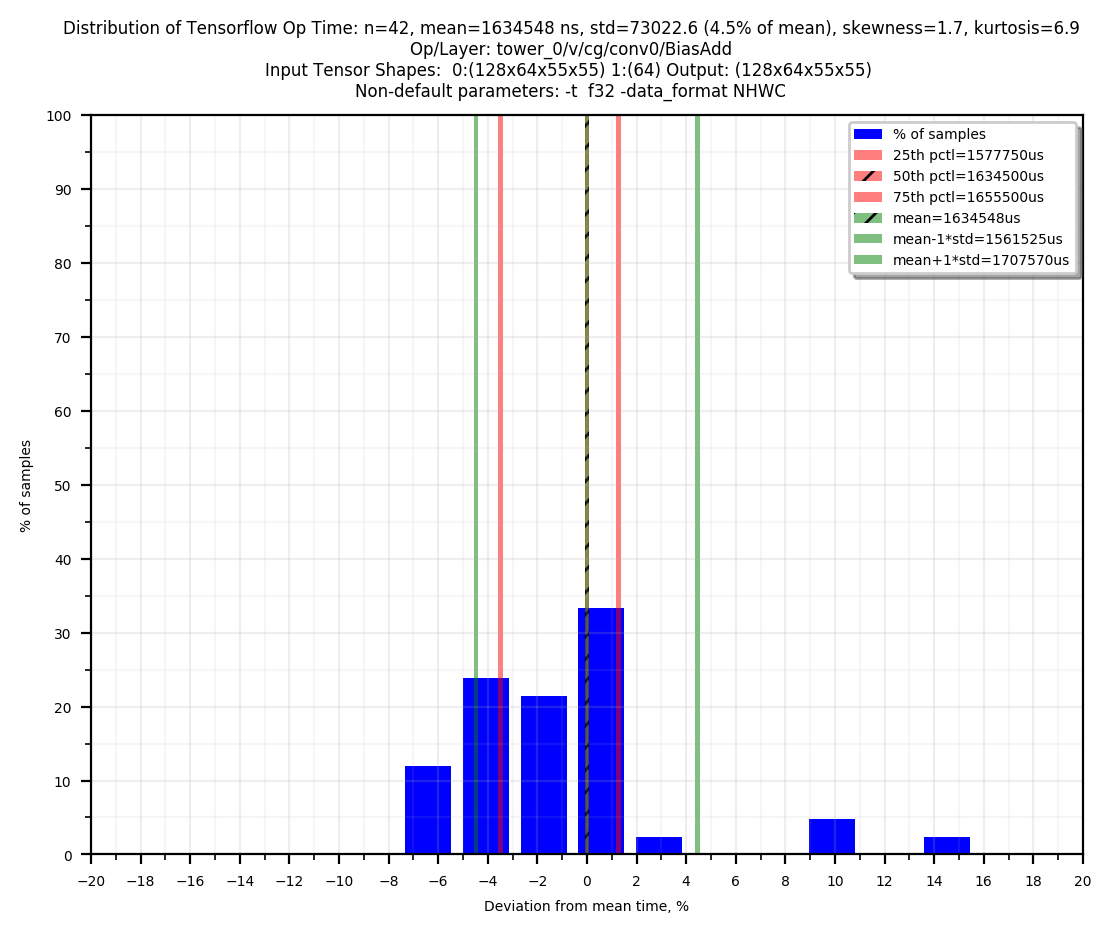 Distribution of Tensorflow Op Time: n=42, mean=1634548 ns, std=73022.6 (4.5% of mean), skewness=1.7, kurtosis=6.9
Op/Layer: tower_0/v/cg/conv0/BiasAdd
Input Tensor Shapes:  0:(128x64x55x55) 1:(64) Output: (128x64x55x55)
Non-default parameters: -t  f32 -data_format NHWC
% of samples
25th pctl=1577750us
50th pctl=1634500us
75th pctl=1655500us
mean=1634548us
mean-1*std=1561525us
mean+1*std=1707570us
100
90
80
70
60
50
40
30
20
10
0
% of samples
−20 −18 −16 −14 −12 −10 −8 −6 −4 −2 0 2 4 6 8 10 12 14 16 18 20
Deviation from mean time, %